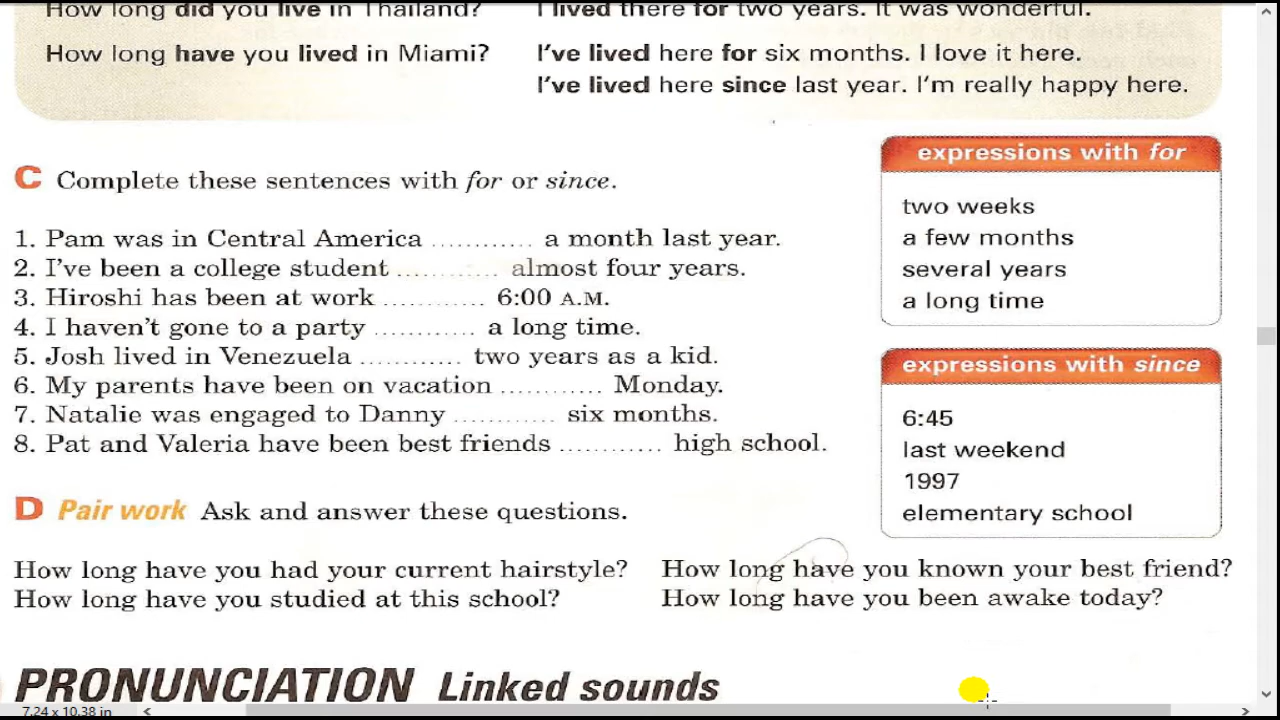 How long did you live in Thailand?
I lived there for two years. It was wonderful.
How long have you lived in Miami?
I've lived here for six months. I love it here.
I've lived here since last year. I'm really happy here.
C Complete these sentences with for or since.
1. Pam was in Central America ............ a month last year.
2. I've been a college student ............ almost four years.
3. Hiroshi has been at work ............ 6:00 A.M.
4. I haven't gone to a party ............ a long time.
5. Josh lived in Venezuela ............ two years as a kid.
6. My parents have been on vacation ............ Monday.
7. Natalie was engaged to Danny ............ six months.
8. Pat and Valeria have been best friends ............ high school.
expressions with for
two weeks
a few months
several years
a long time
expressions with since
6:45
last weekend
1997
elementary school
D Pair work Ask and answer these questions.
How long have you had your current hairstyle?
How long have you studied at this school?
How long have you known your best friend?
How long have you been awake today?
PRONUNCIATION Linked sounds
7.24 x 10.38 in